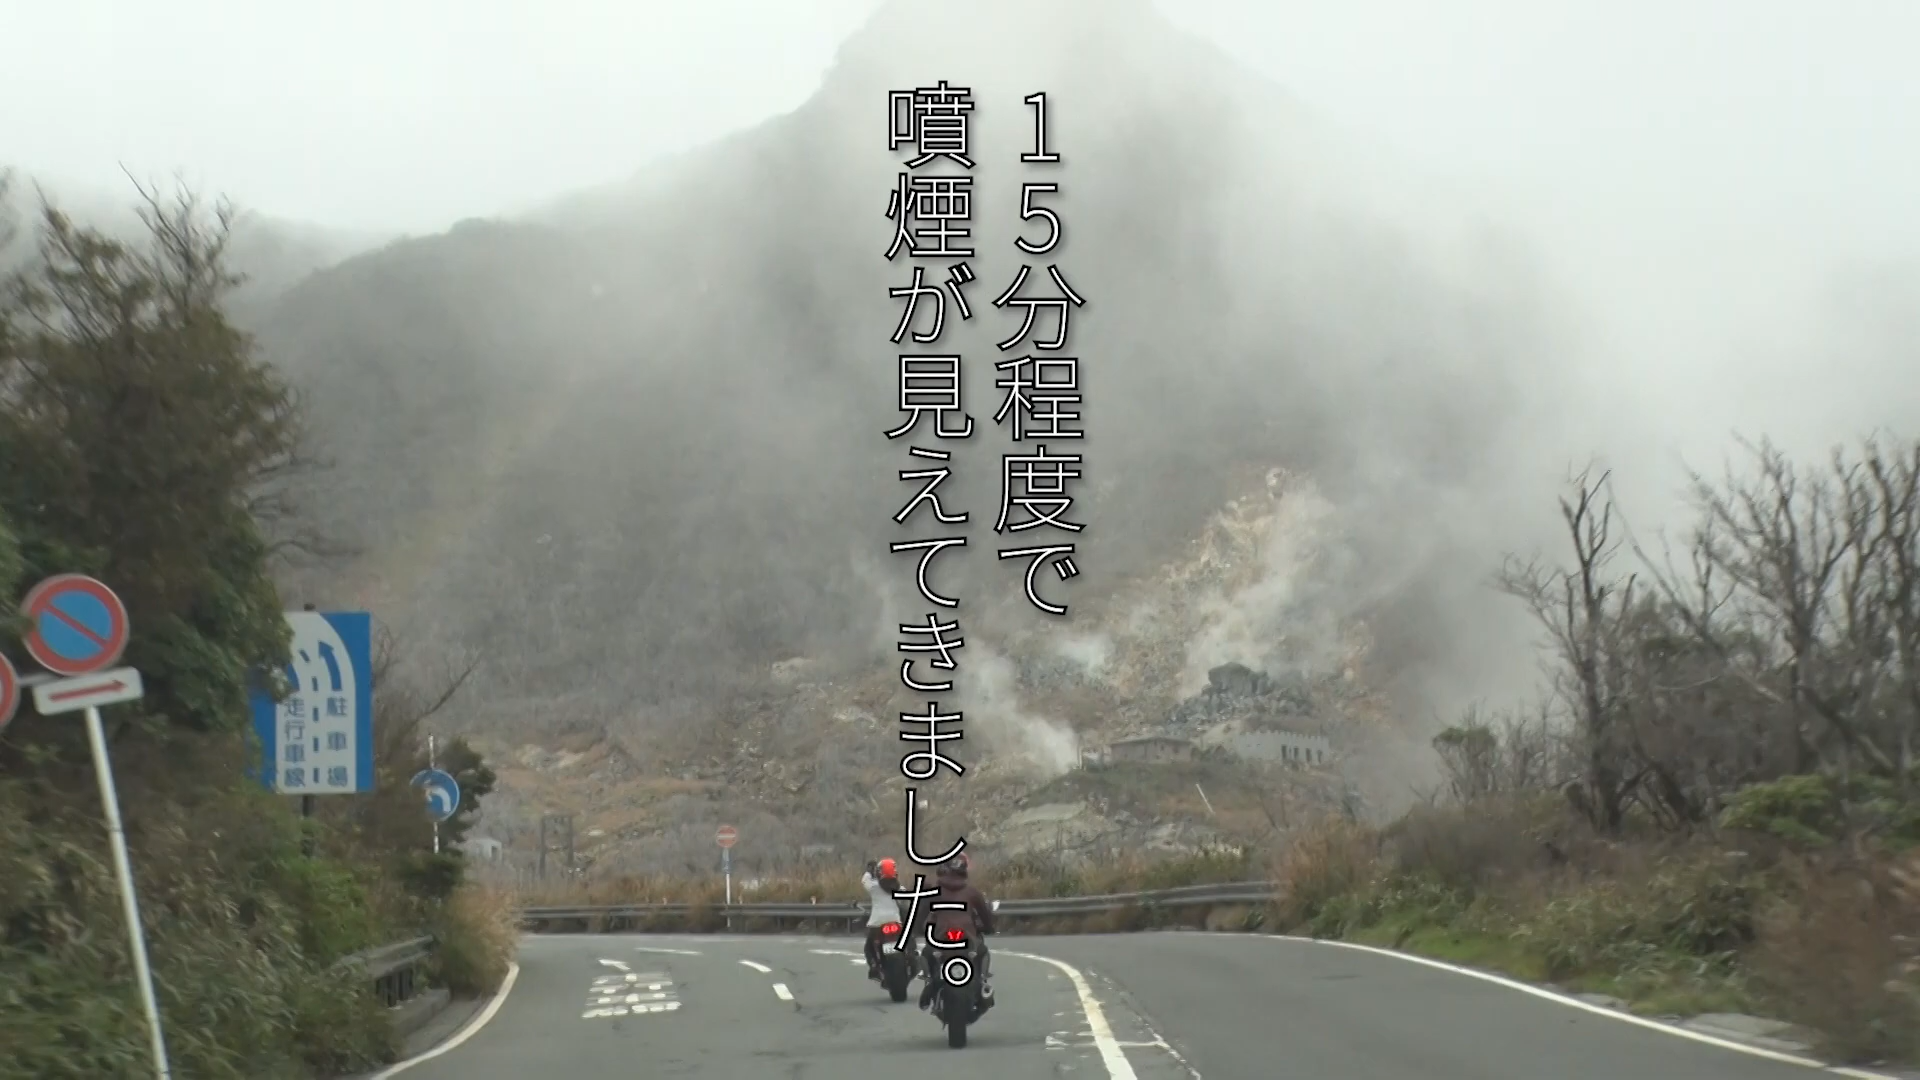 15分程度で
噴煙が見えてきました。
走行車線
駐車場